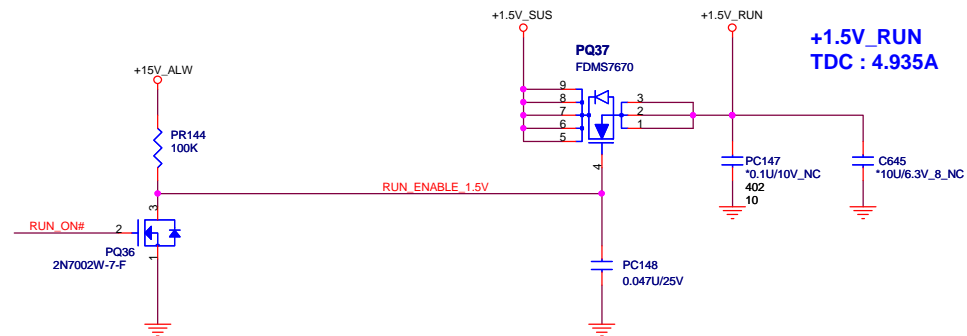 +1.5V_SUS
+1.5V_RUN
+1.5V_RUN
TDC : 4.935A
PQ37
FDMS7670
+15V_ALW
9
8
7
6
5
3
2
1
4
PR144
100K
PC147
*0.1U/10V_NC
402
10
C645
*10U/6.3V_8_NC
RUN_ENABLE_1.5V
3
RUN_ON#
2
1
PQ36
2N7002W-7-F
PC148
0.047U/25V